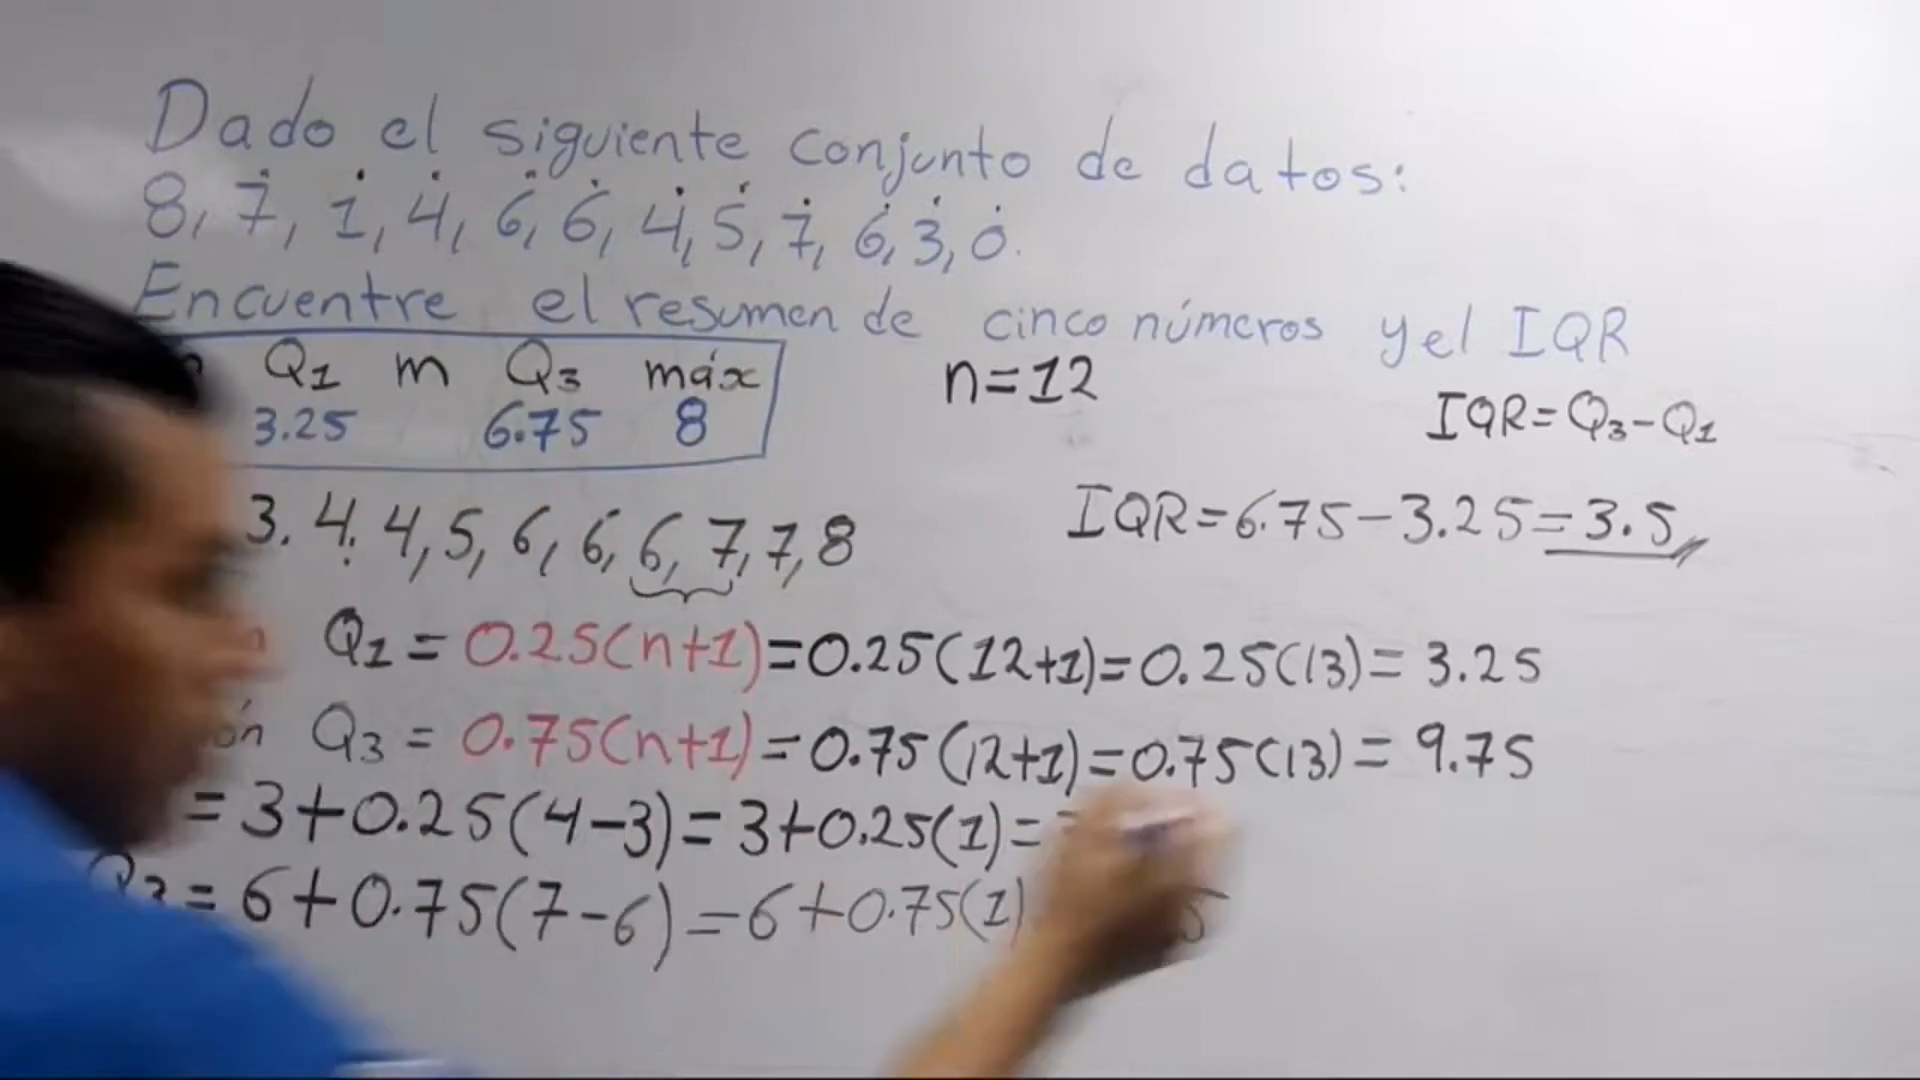 Dado el siguiente conjunto de datos:
8, 7, 1, 4, 6, 6, 4, 5, 7, 6, 3, 0.
Encuentre el resumen de cinco números y el IQR
Q1 m Q3 máx
3.25 6.75 8
n=12
IQR=Q3-Q1
IQR=6.75-3.25=3.5
3. 4. 4, 5, 6, 6, 6, 7, 7, 8
Q1 = 0.25(n+1)=0.25(12+1)=0.25(13)= 3.25
ón Q3 = 0.75(n+1)=0.75(12+1)=0.75(13)= 9.75
=3+0.25(4-3)=3+0.25(1)=
=6+0.75(7-6)=6+0.75(1) 5